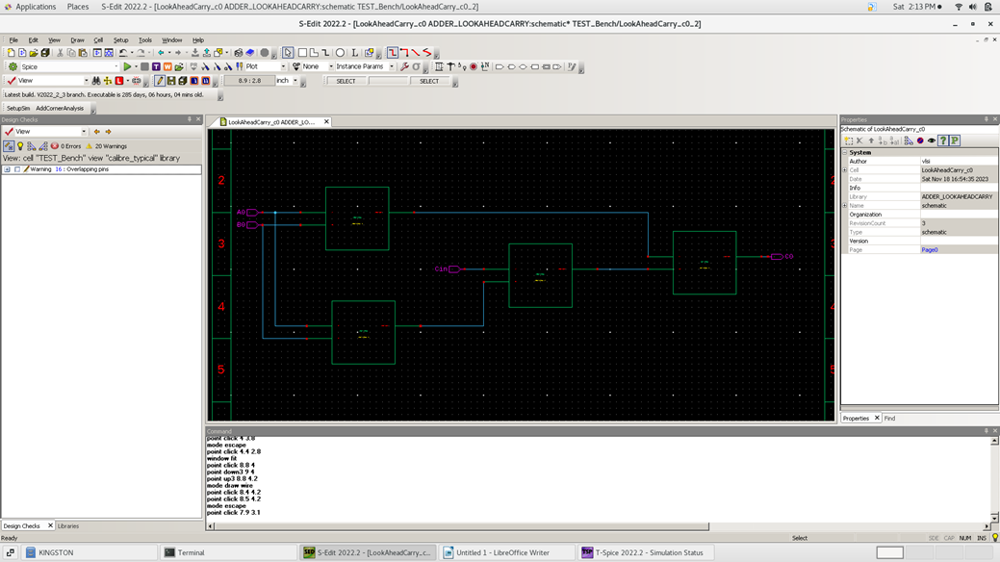 Applications Places S-Edit 2022.2 - [LookAheadCarry_c0 ADDER_LOOKAHEADCARRY:schematic* TEST_Bench/LookAheadCarry_c0_2] Sat 2:13 PM
S-Edit 2022.2 - [LookAheadCarry_c0 ADDER_LOOKAHEADCARRY:schematic* TEST_Bench/LookAheadCarry_c0_2]
File Edit View Draw Cell Setup Tools Window Help
Spice Plot None Instance Params
View 8.9 : 2.8 inch SELECT SELECT
Latest build. V2022_2_3 branch. Executable is 285 days, 06 hours, 04 mins old.
SetupSim AddCornerAnalysis
Design Checks
View
0 Errors 20 Warnings
View: cell "TEST_Bench" view "calibre_typical" library
Warning 16 : Overlapping pins
LookAheadCarry_c0 ADDER_LO...
2
3
4
5
A0
B0
Cin
C0
Properties
Schematic of LookAheadCarry_c0
System
Author vlsi
Cell LookAheadCarry_c0
Date Sat Nov 18 16:54:35 2023
Info
Library ADDER_LOOKAHEADCARRY
Name schematic
Organization
RevisionCount 3
Type schematic
Version
Page Page0
Properties Find
Command
point click 4 3.8
mode escape
point click 4.4 2.8
window fit
point click 8.8 4
point down3 9 4
point up3 8.8 4.2
mode draw wire
point click 8.4 4.2
point click 8.5 4.2
mode escape
point click 7.9 3.1
Design Checks Libraries
Ready Select SDE CAP NUM INS
KINGSTON Terminal S-Edit 2022.2 - [LookAheadCarry_c... Untitled 1 - LibreOffice Writer T-Spice 2022.2 - Simulation Status